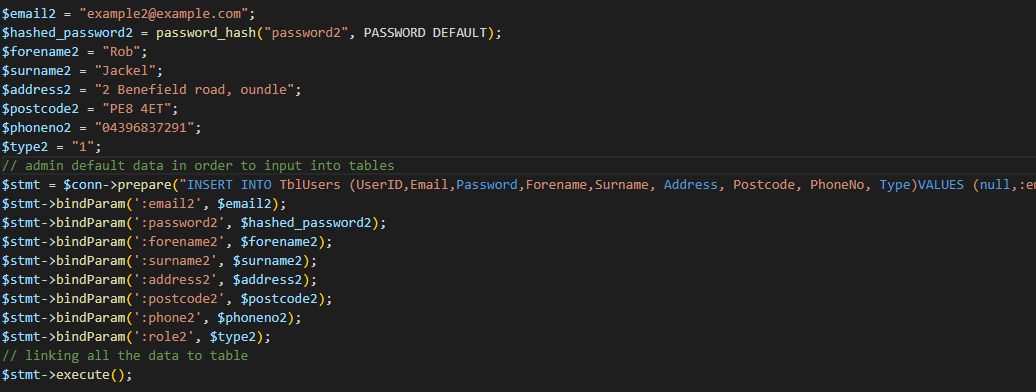 $email2 = "example2@example.com";
$hashed_password2 = password_hash("password2", PASSWORD DEFAULT);
$forename2 = "Rob";
$surname2 = "Jackel";
$address2 = "2 Benefield road, oundle";
$postcode2 = "PE8 4ET";
$phoneno2 = "04396837291";
$type2 = "1";
// admin default data in order to input into tables
$stmt = $conn->prepare("INSERT INTO TblUsers (UserID,Email,Password,Forename,Surname, Address, Postcode, PhoneNo, Type)VALUES (null,:em
$stmt->bindParam(':email2', $email2);
$stmt->bindParam(':password2', $hashed_password2);
$stmt->bindParam(':forename2', $forename2);
$stmt->bindParam(':surname2', $surname2);
$stmt->bindParam(':address2', $address2);
$stmt->bindParam(':postcode2', $postcode2);
$stmt->bindParam(':phone2', $phoneno2);
$stmt->bindParam(':role2', $type2);
// linking all the data to table
$stmt->execute();